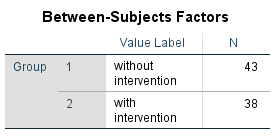 Between-Subjects Factors
Value Label N
Group 1 without intervention 43
2 with intervention 38